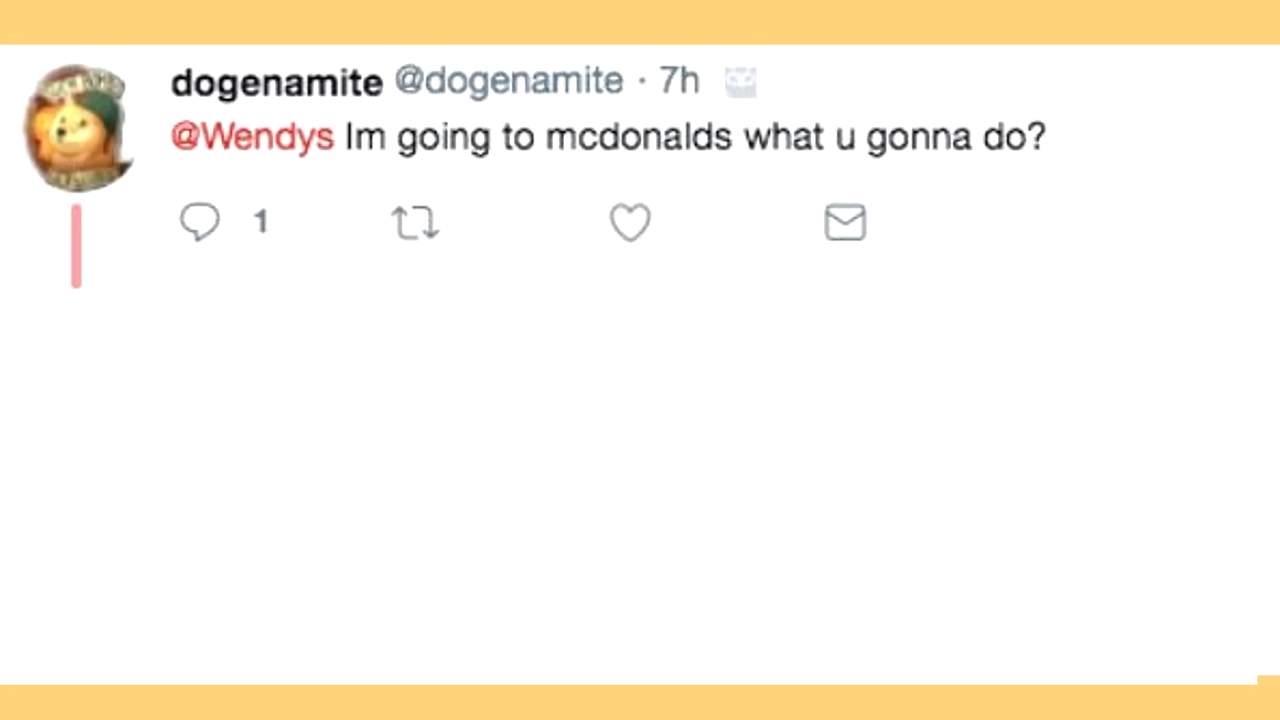 dogenamite @dogenamite · 7h
@Wendys Im going to mcdonalds what u gonna do?
1